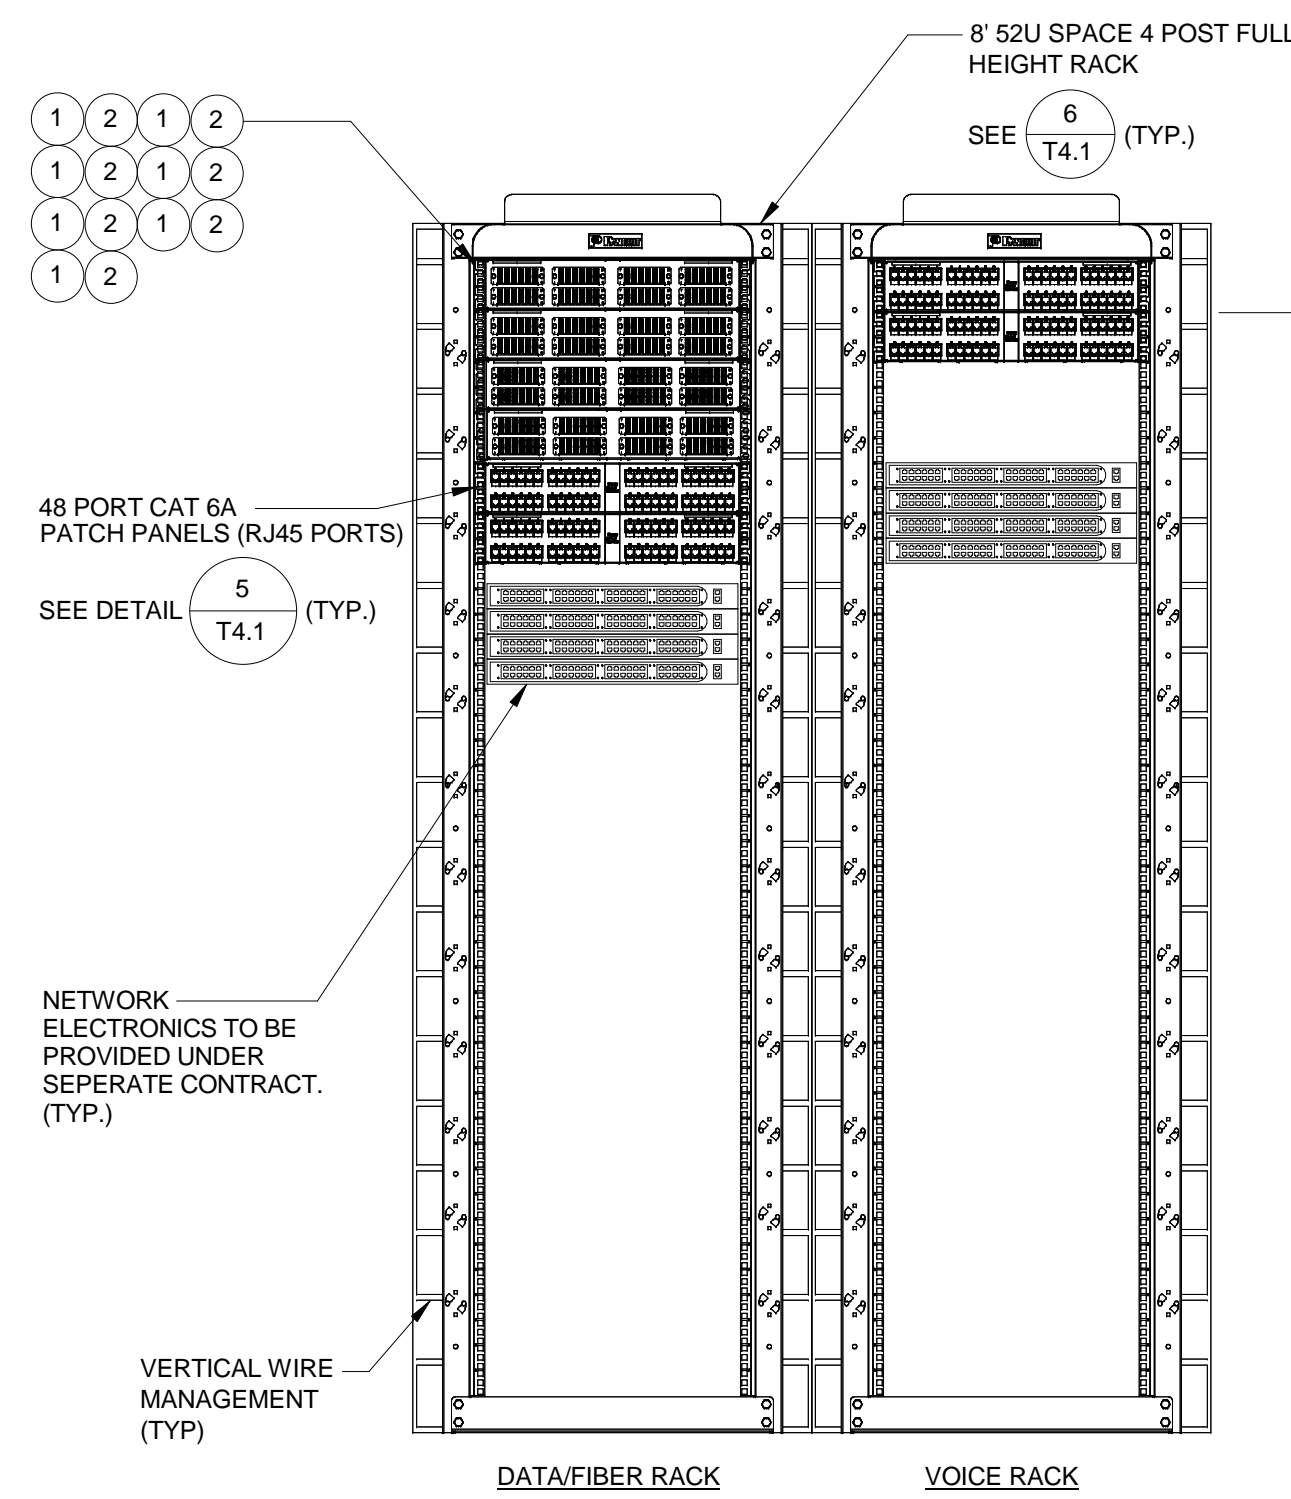 8' 52U SPACE 4 POST FULL
HEIGHT RACK
SEE 6 T4.1 (TYP.)
1 2 1 2
1 2 1 2
1 2 1 2
1 2
48 PORT CAT 6A
PATCH PANELS (RJ45 PORTS)
SEE DETAIL 5 T4.1 (TYP.)
NETWORK
ELECTRONICS TO BE
PROVIDED UNDER
SEPERATE CONTRACT.
(TYP.)
VERTICAL WIRE
MANAGEMENT
(TYP)
DATA/FIBER RACK
VOICE RACK